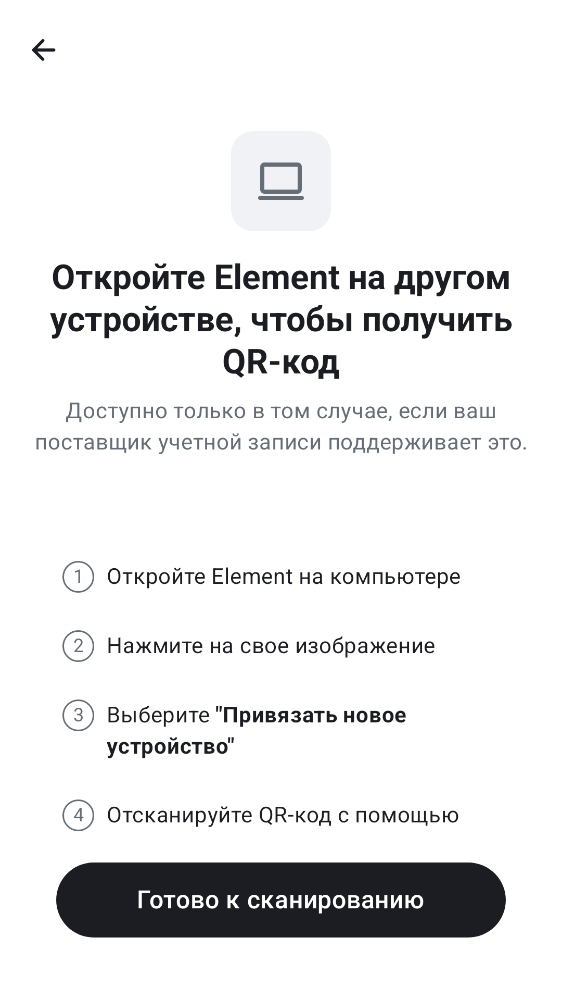 Откройте Element на другом
устройстве, чтобы получить
QR-код
Доступно только в том случае, если ваш
поставщик учетной записи поддерживает это.
1 Откройте Element на компьютере
2 Нажмите на свое изображение
3 Выберите "Привязать новое
устройство"
4 Отсканируйте QR-код с помощью
Готово к сканированию